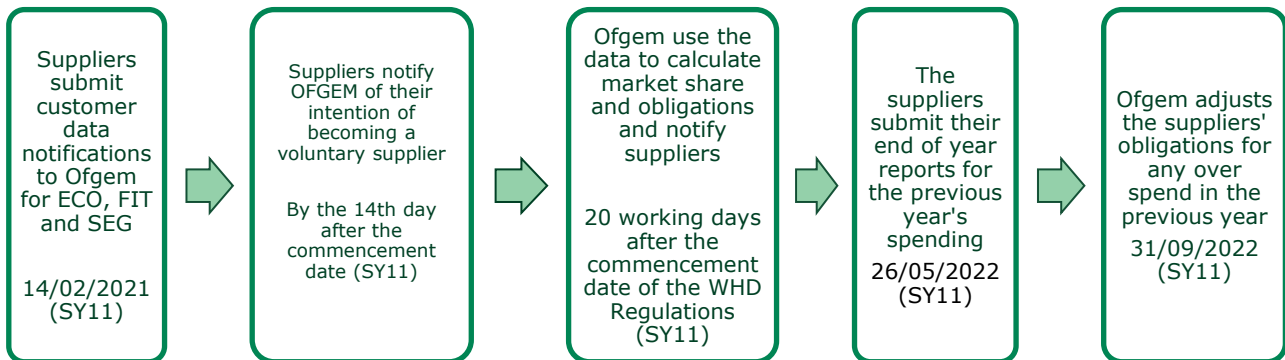 Suppliers
submit
customer
data
notifications
to Ofgem
for ECO, FIT
and SEG
14/02/2021
(SY11)
Suppliers notify
OFGEM of their
intention of
becoming a
voluntary supplier
By the 14th day
after the
commencement
date (SY11)
Ofgem use the
data to calculate
market share
and obligations
and notify
suppliers
20 working days
after the
commencement
date of the WHD
Regulations
(SY11)
The
suppliers
submit their
end of year
reports for
the previous
year's
spending
26/05/2022
(SY11)
Ofgem adjusts
the suppliers'
obligations for
any over
spend in the
previous year
31/09/2022
(SY11)